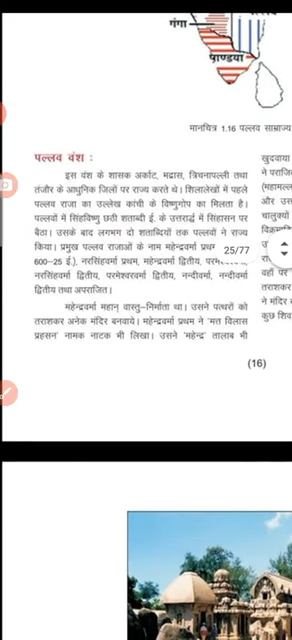 गंगा
पाण्डया
मानचित्र 1.16 पल्लव साम्राज्य
पल्लव वंश :
इस वंश के शासक अर्काट, मद्रास, त्रिचनापल्ली तथा
तंजौर के आधुनिक जिलों पर राज्य करते थे। शिलालेखों में पहले
पल्लव राजा का उल्लेख कांची के विष्णुगोप का मिलता है।
पल्लवों में सिंहविष्णु छठी शताब्दी ई. के उत्तरार्द्ध में सिंहासन पर
बैठा। उसके बाद लगभग दो शताब्दियों तक पल्लवों ने राज्य
किया। प्रमुख पल्लव राजाओं के नाम महेन्द्रवर्मा
600–25 ई.), नरसिंहवर्मा प्रथम, महेन्द्रवर्मा द्वितीय,
नरसिंहवर्मा द्वितीय, परमेश्वरवर्मा द्वितीय, नन्दीवर्मा, नन्दीवर्मा
द्वितीय तथा अपराजित।
महेन्द्रवर्मा महान् वास्तु–निर्माता था। उसने पत्थरों को
तराशकर अनेक मंदिर बनवाये। महेन्द्रवर्मा प्रथम ने 'मत्त विलास
प्रहसन' नामक नाटक भी लिखा। उसने 'महेन्द्र' तालाब भी
25/77
खुदवाया
ने पराजि
(महामल्ल
और उस
चालुक्यों
वहाँ पर
तराशकर
ने मंदिर
कुछ शिव
(16)